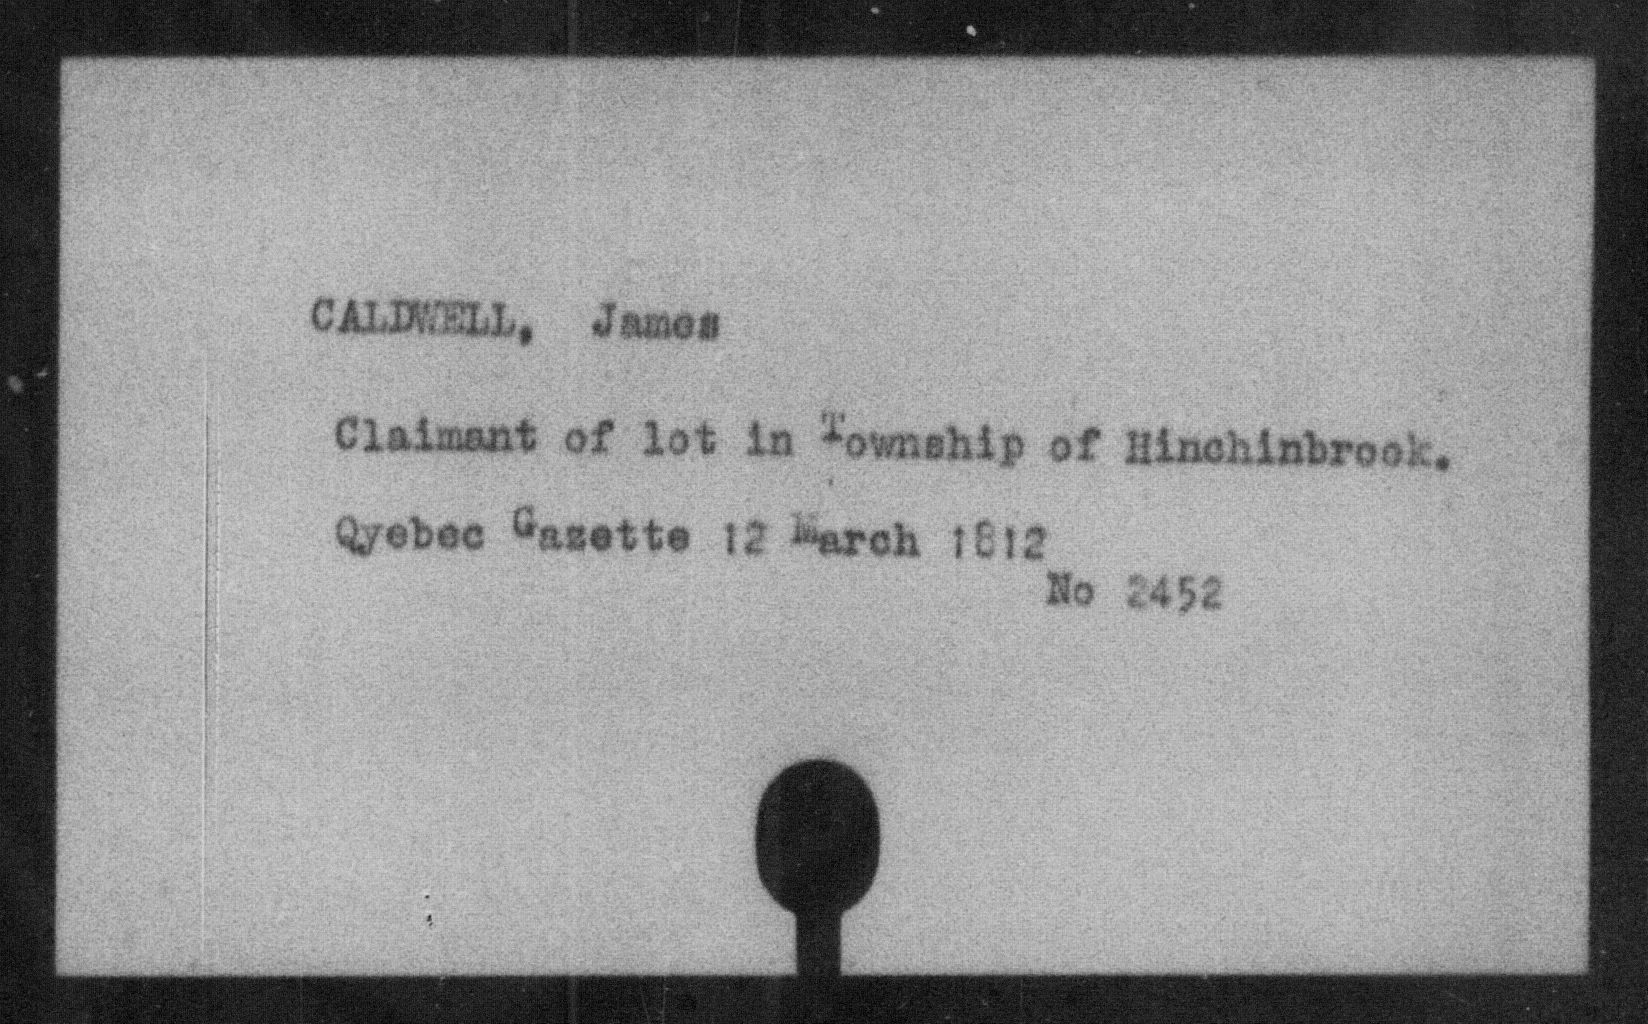 CALDWELL, James
Claimant of lot in Township of Hinchinbrook.
Qyebec Gazette 12 March 1812
No 2452